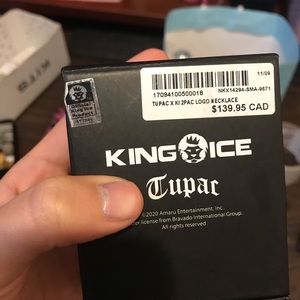 11/09
17094100500018 NKX14294-SMA-9671
TUPAC X KI 2PAC LOGO NECKLACE
$139.95 CAD
KING ICE
Tupac
©2020 Amaru Entertainment, Inc.
license from Bravado International Group.
All rights reserved.